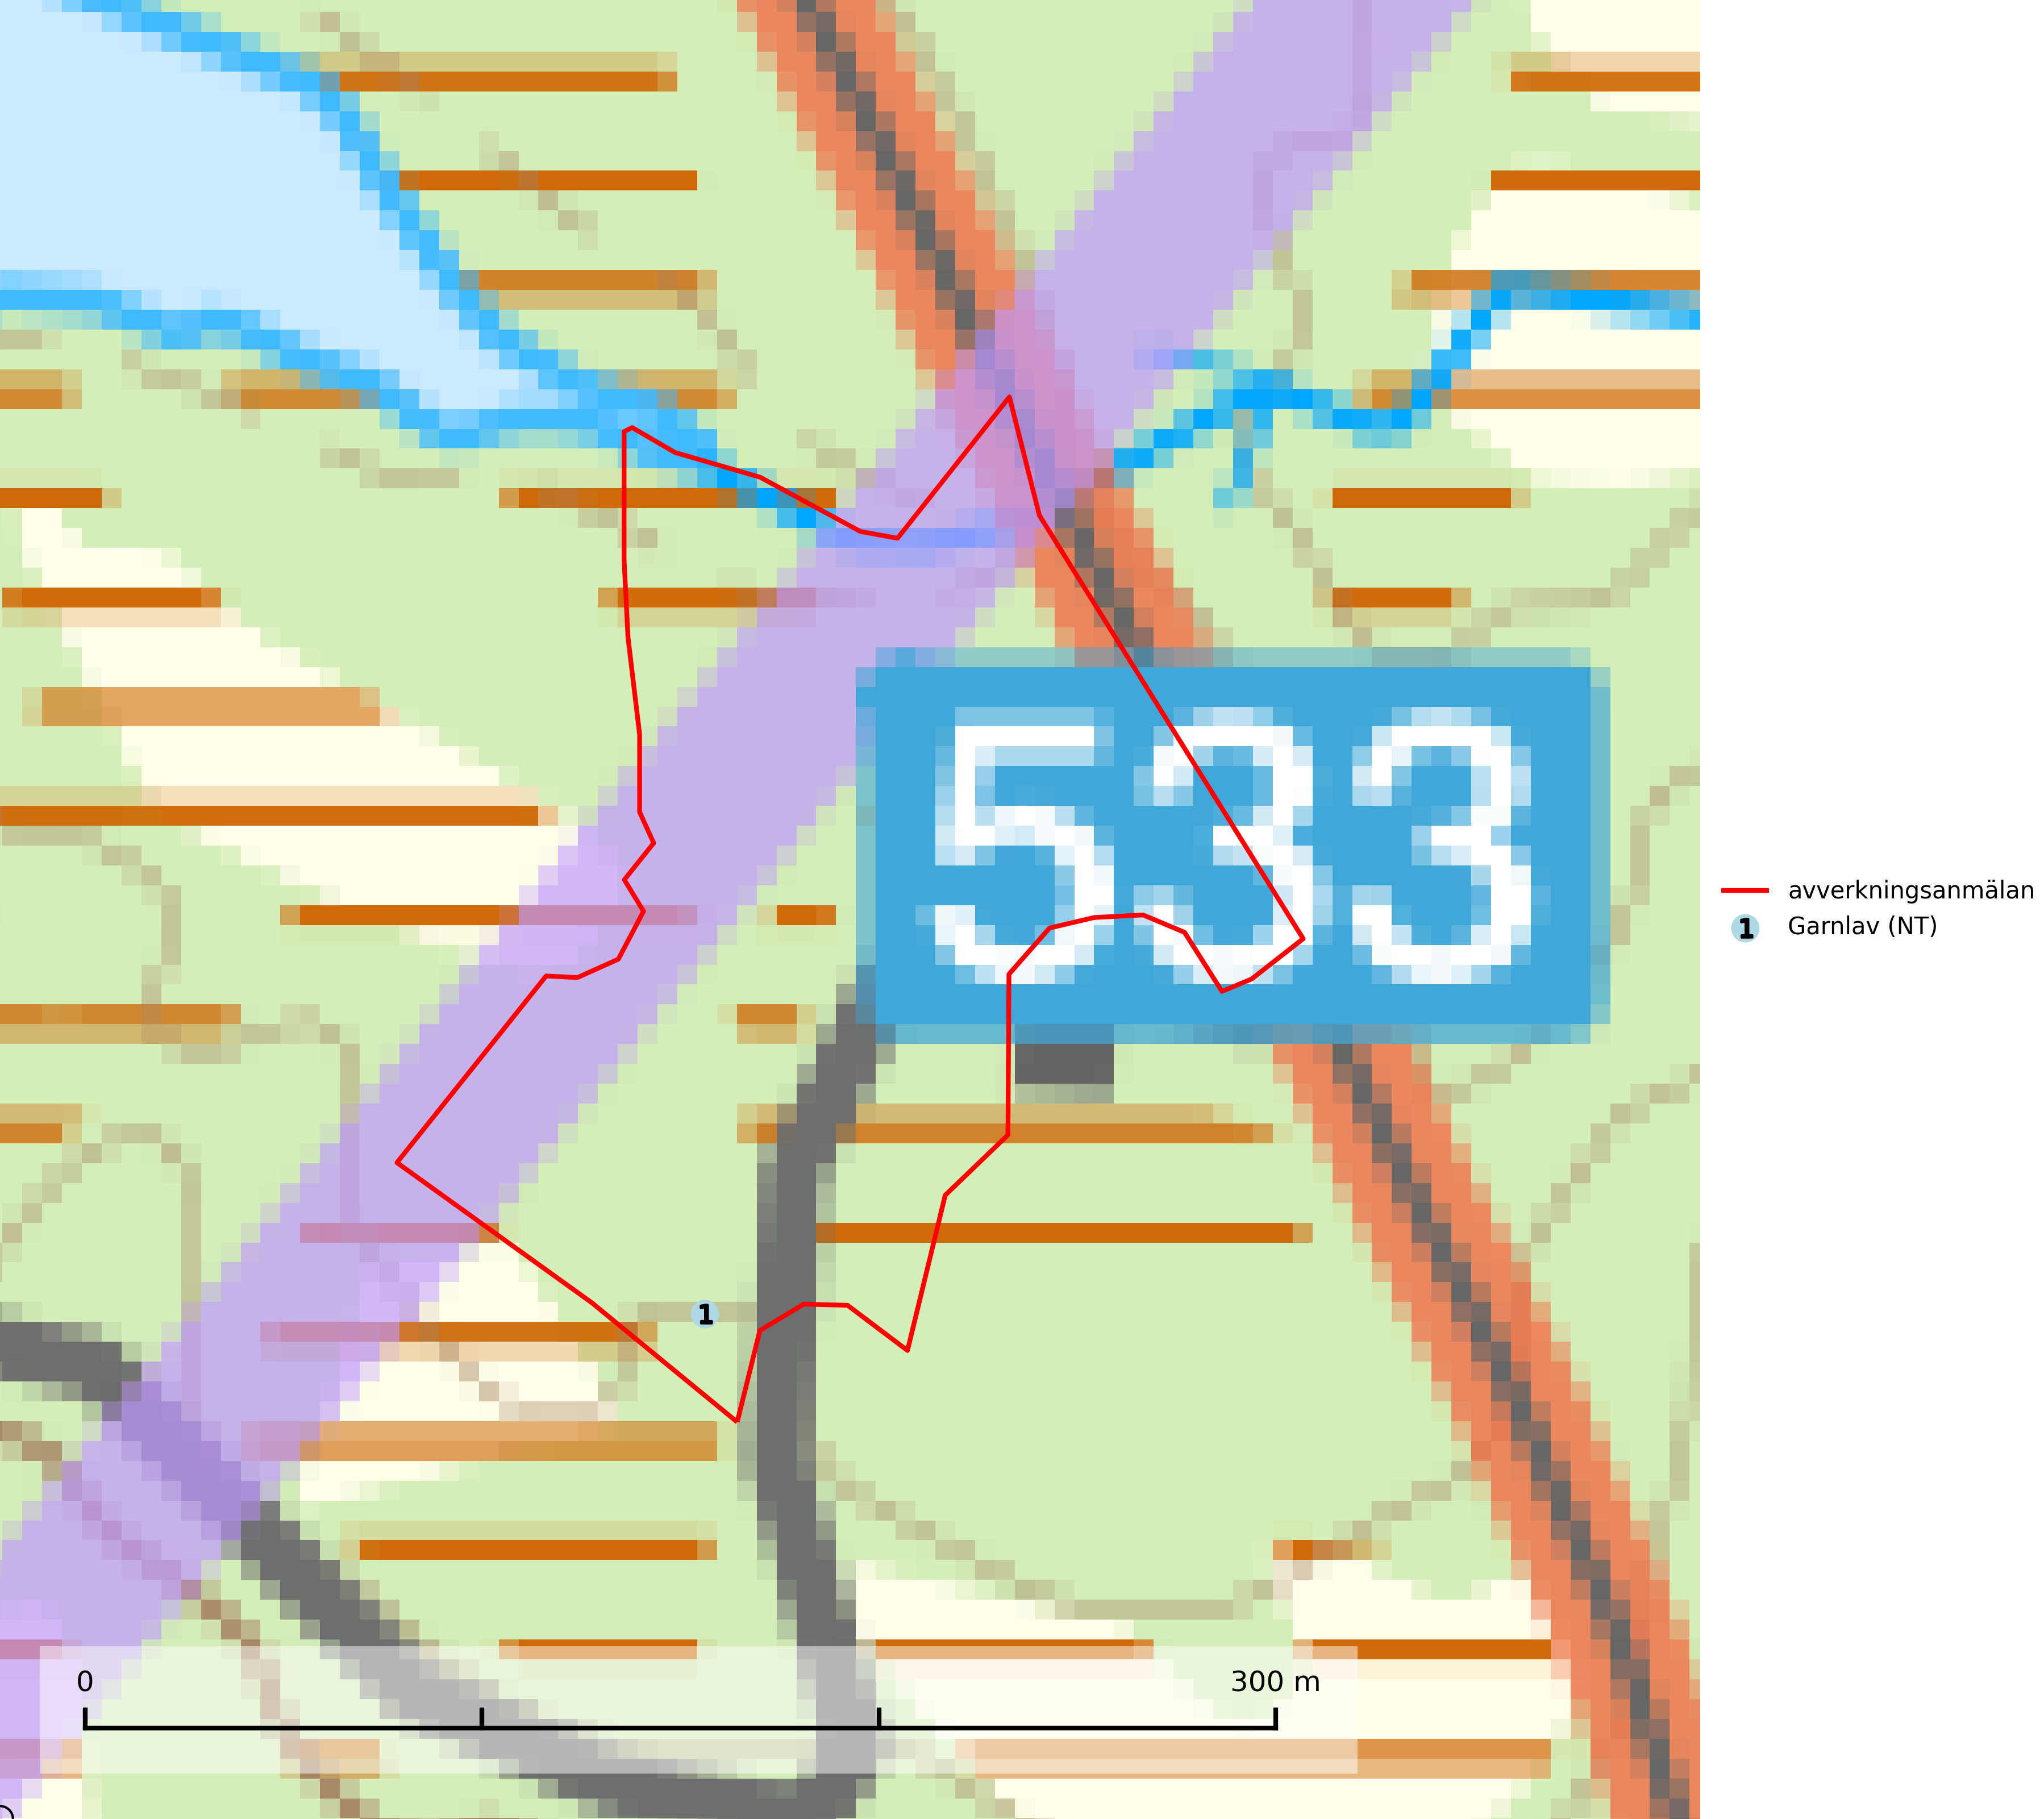 533
avverkningsanmälan
1 Garnlav (NT)
1
0 300 m